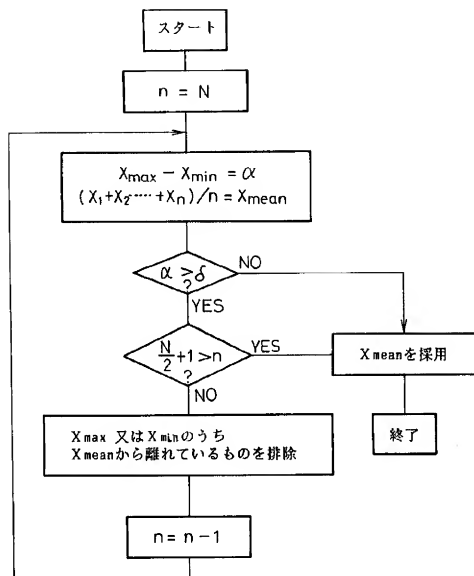 スタート
n = N
Xmax − Xmin = α
(X1+X2‐‐‐‐+Xn)/n = Xmean
α > δ
?
NO
YES
N/2 +1 > n
?
YES
NO
Xmeanを採用
終了
Xmax 又はXminのうち
Xmeanから離れているものを排除
n = n − 1